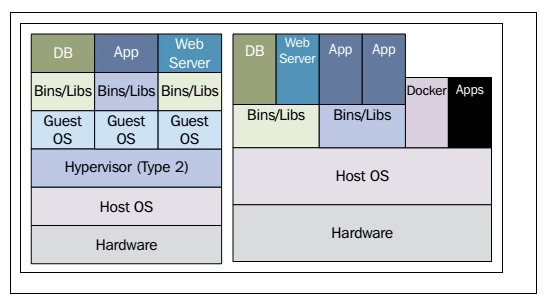 DB App Web
Server
Bins/Libs Bins/Libs Bins/Libs
Guest
OS Guest
OS Guest
OS
Hypervisor (Type 2)
Host OS
Hardware
DB Web
Server App App
Docker Apps
Bins/Libs Bins/Libs
Host OS
Hardware